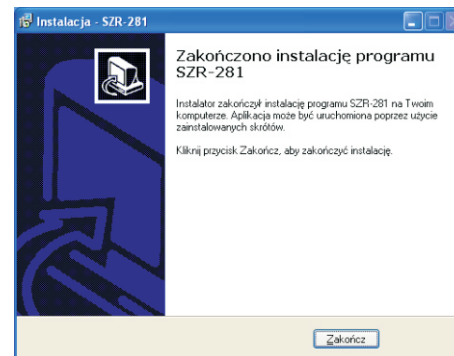 Instalacja - SZR-281
Zakończono instalację programu
SZR-281
Instalator zakończył instalację programu SZR-281 na Twoim
komputerze. Aplikacja może być uruchomiona poprzez użycie
zainstalowanych skrótów.
Kliknij przycisk Zakończ, aby zakończyć instalację.
Zakończ